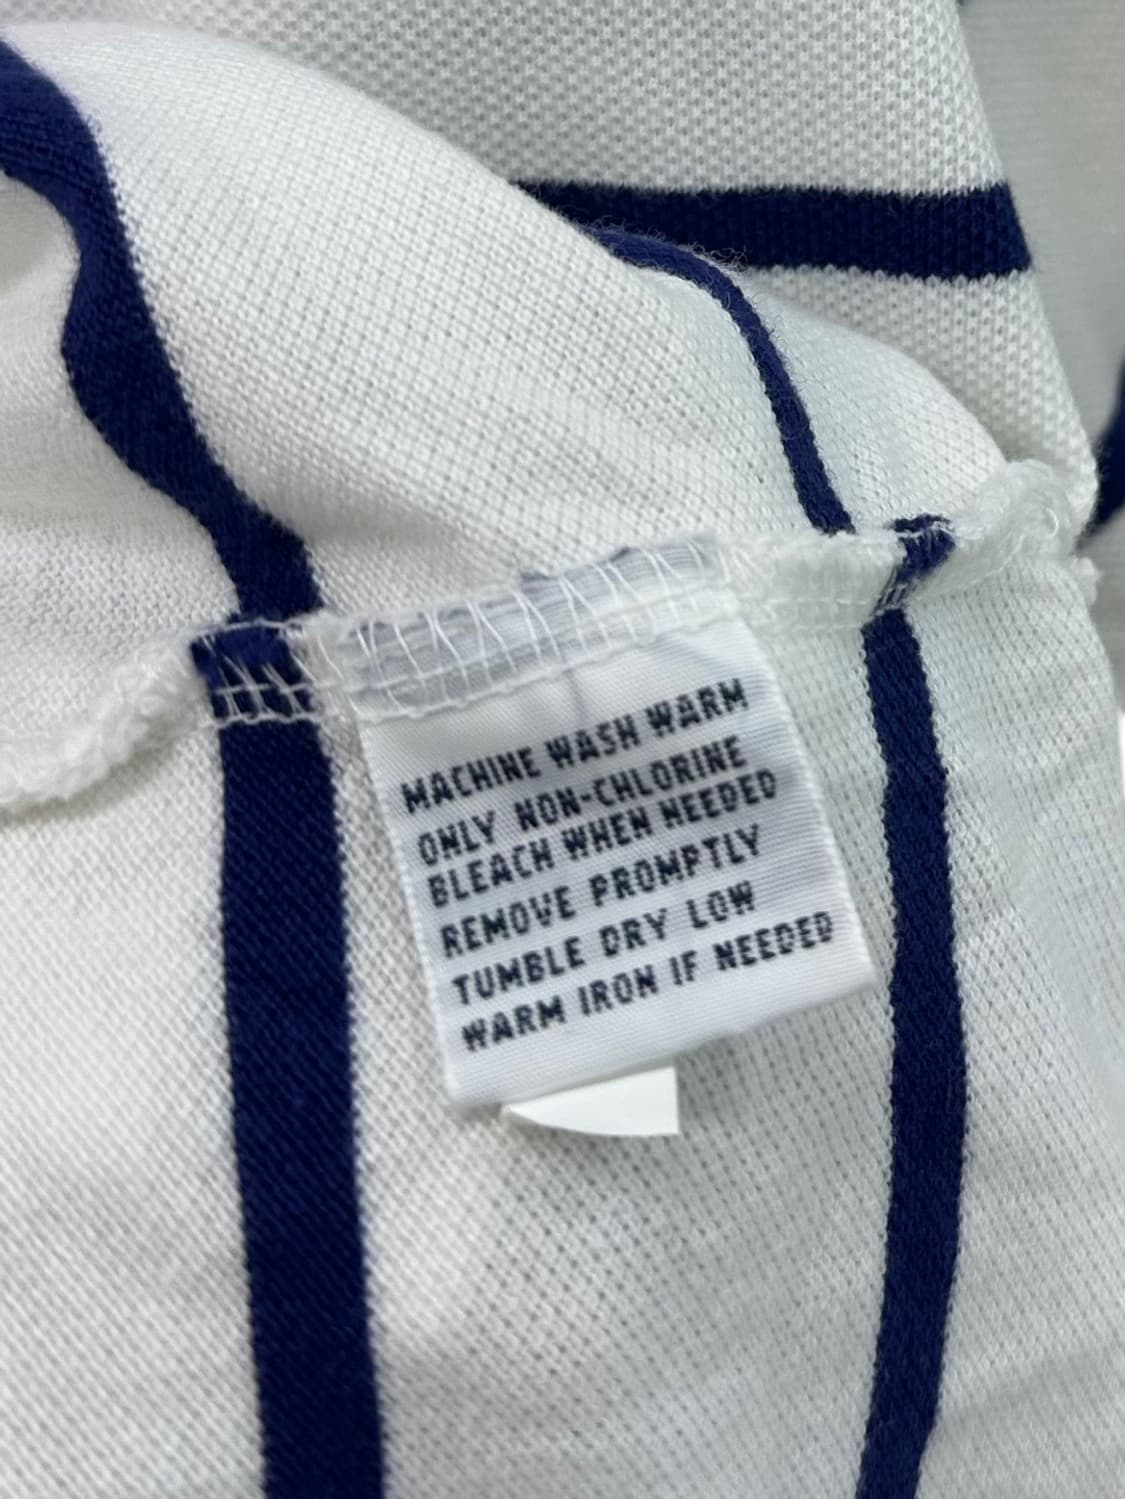 MACHINE WASH WARM
ONLY NON-CHLORINE
BLEACH WHEN NEEDED
REMOVE PROMPTLY
TUMBLE DRY LOW
WARM IRON IF NEEDED